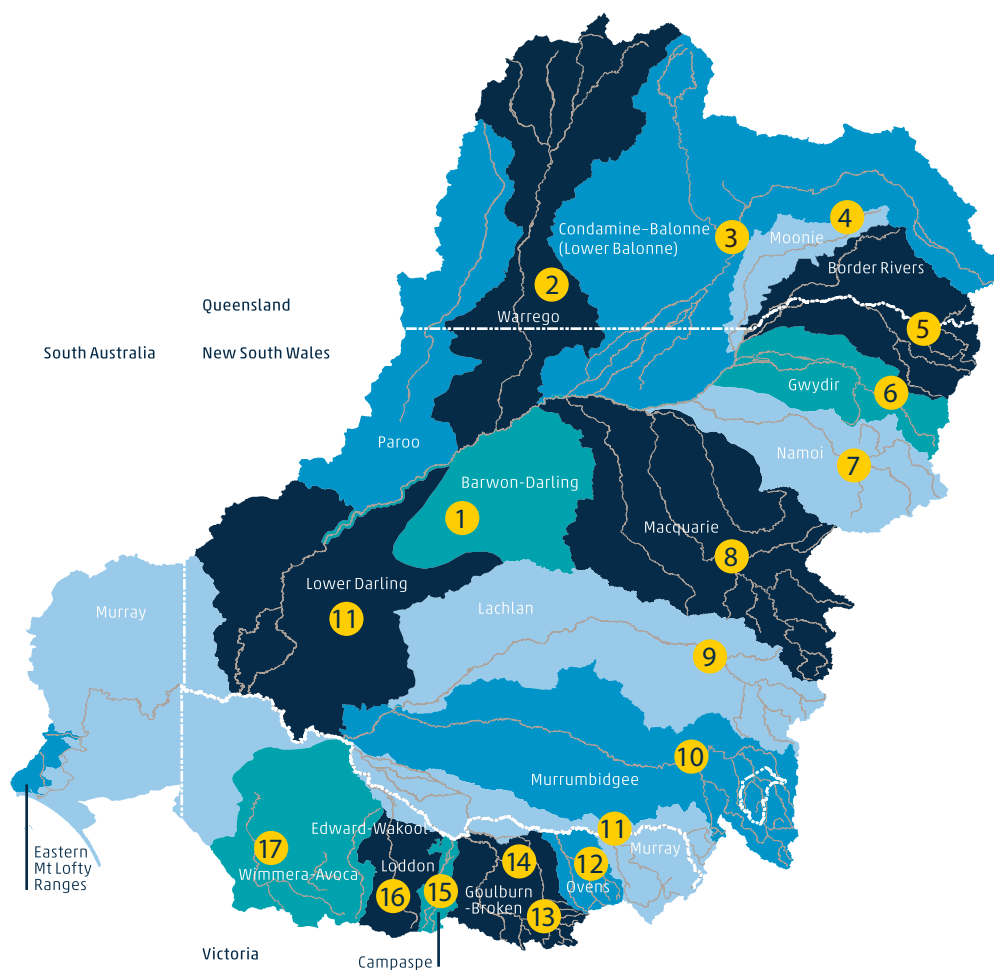 Condamine–Balonne
(Lower Balonne)
3
4
Moonie
Border Rivers
2
Warrego
Queensland
5
South Australia
New South Wales
Gwydir
6
Paroo
Namoi
7
Barwon-Darling
1
Macquarie
8
Lower Darling
11
Murray
Lachlan
9
10
Murrumbidgee
Edward-Wakool
11
Murray
17
Wimmera-Avoca
Loddon
16
15
14
Goulburn
-Broken
13
12
Ovens
Eastern
Mt Lofty
Ranges
Victoria
Campaspe